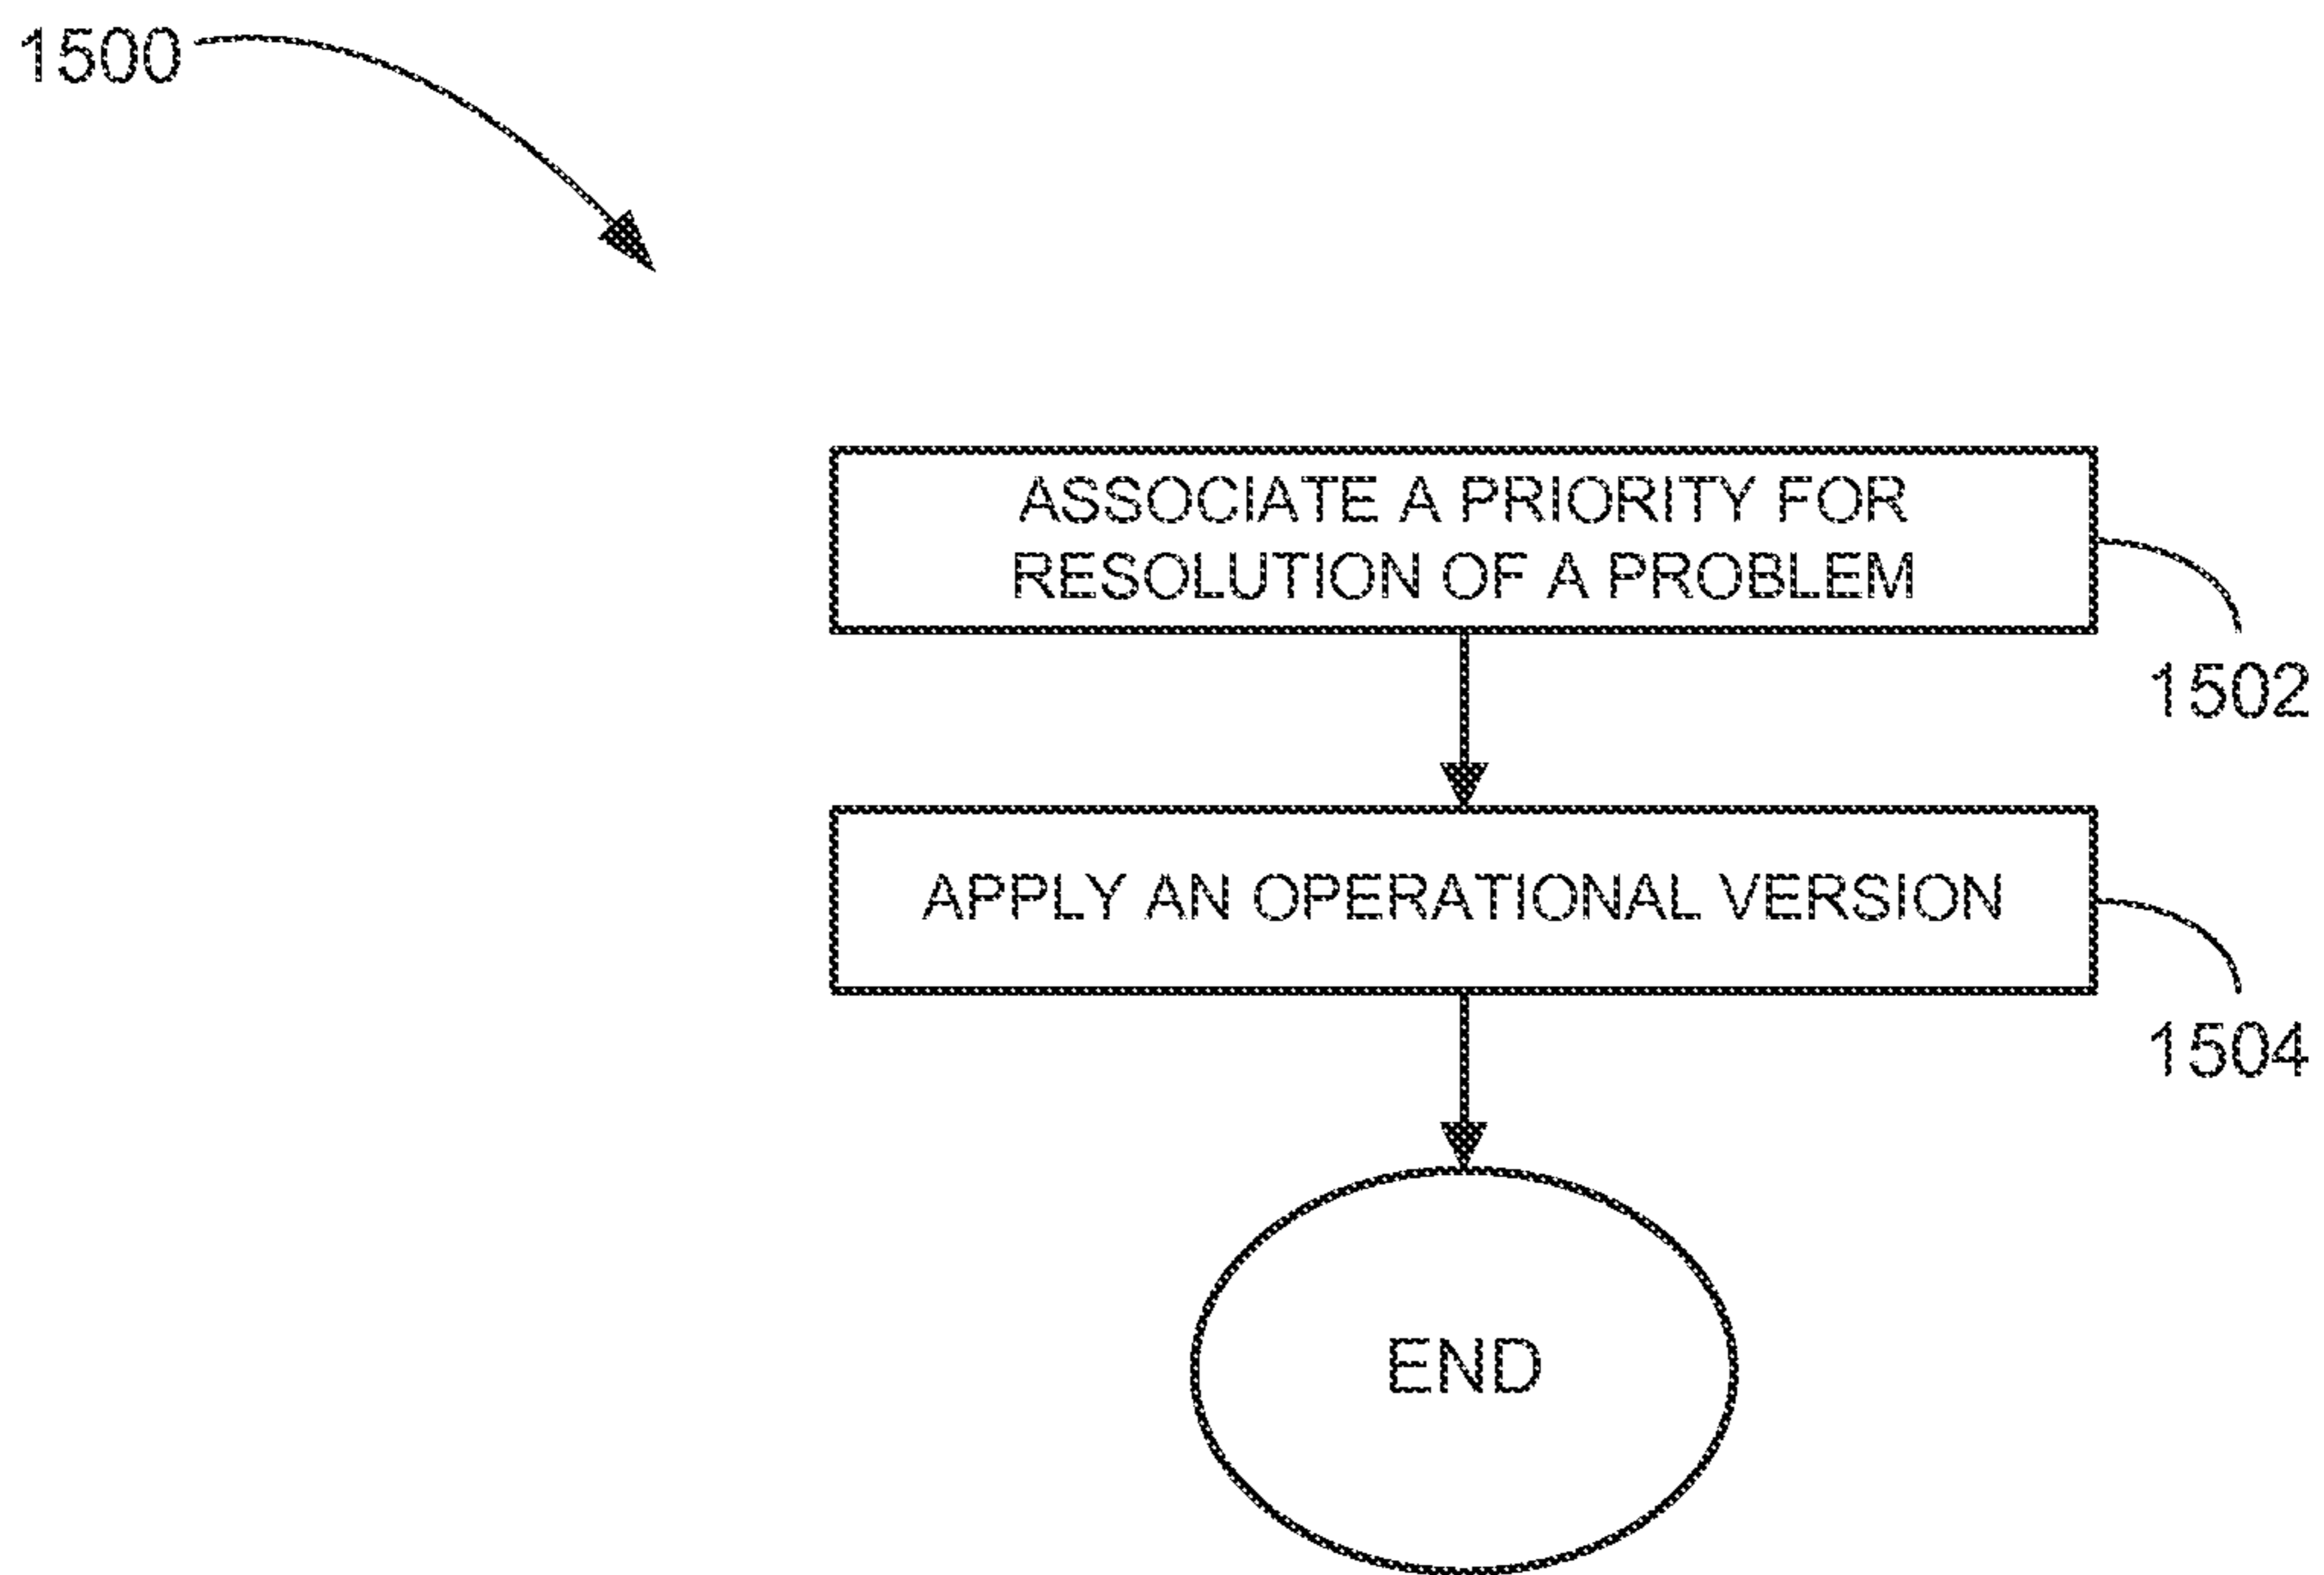 1500
ASSOCIATE A PRIORITY FOR
RESOLUTION OF A PROBLEM
1502
APPLY AN OPERATIONAL VERSION
1504
END